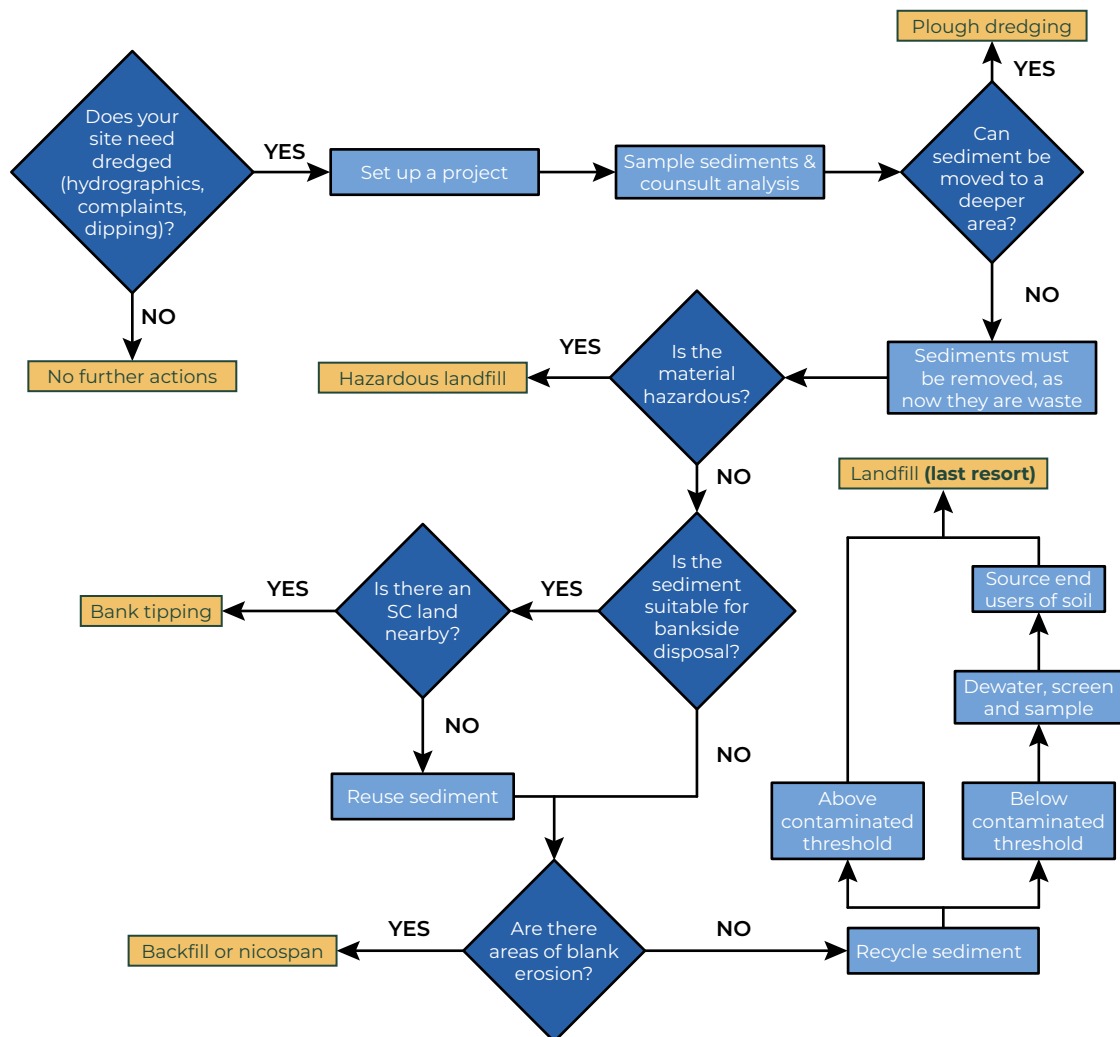 Plough dredging
YES
Does your
site need
dredged
(hydrographics,
complaints,
dipping)?
YES
Set up a project
Sample sediments &
counsult analysis
Can
sediment be
moved to a
deeper
area?
NO
No further actions
NO
Sediments must
be removed, as
now they are waste
Is the
material
hazardous?
YES
Hazardous landfill
NO
Is the
sediment
suitable for
bankside
disposal?
YES
Is there an
SC land
nearby?
YES
Bank tipping
NO
Reuse sediment
NO
Are there
areas of blank
erosion?
YES
Backfill or nicospan
NO
Recycle sediment
Above
contaminated
threshold
Below
contaminated
threshold
Dewater, screen
and sample
Source end
users of soil
Landfill (last resort)